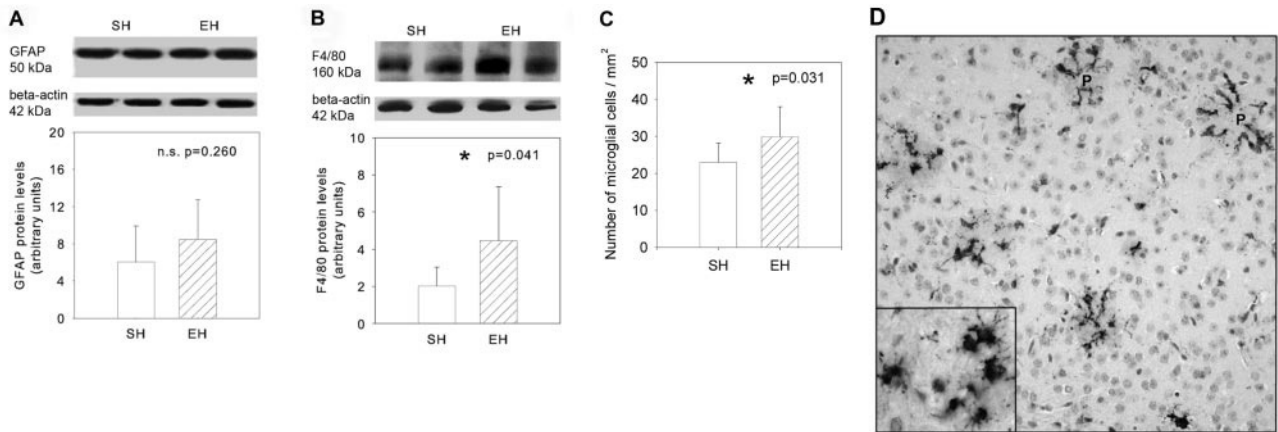 A
SH EH
GFAP
50 kDa
beta-actin
42 kDa
20
16
12
8
4
0
GFAP protein levels
(arbitrary units)
n.s. p=0.260
SH EH
B
SH EH
F4/80
160 kDa
beta-actin
42 kDa
10
8
6
4
2
0
F4/80 protein levels
(arbitrary units)
* p=0.041
SH EH
C
50
40
30
20
10
0
Number of microglial cells / mm²
* p=0.031
SH EH
D
P
P